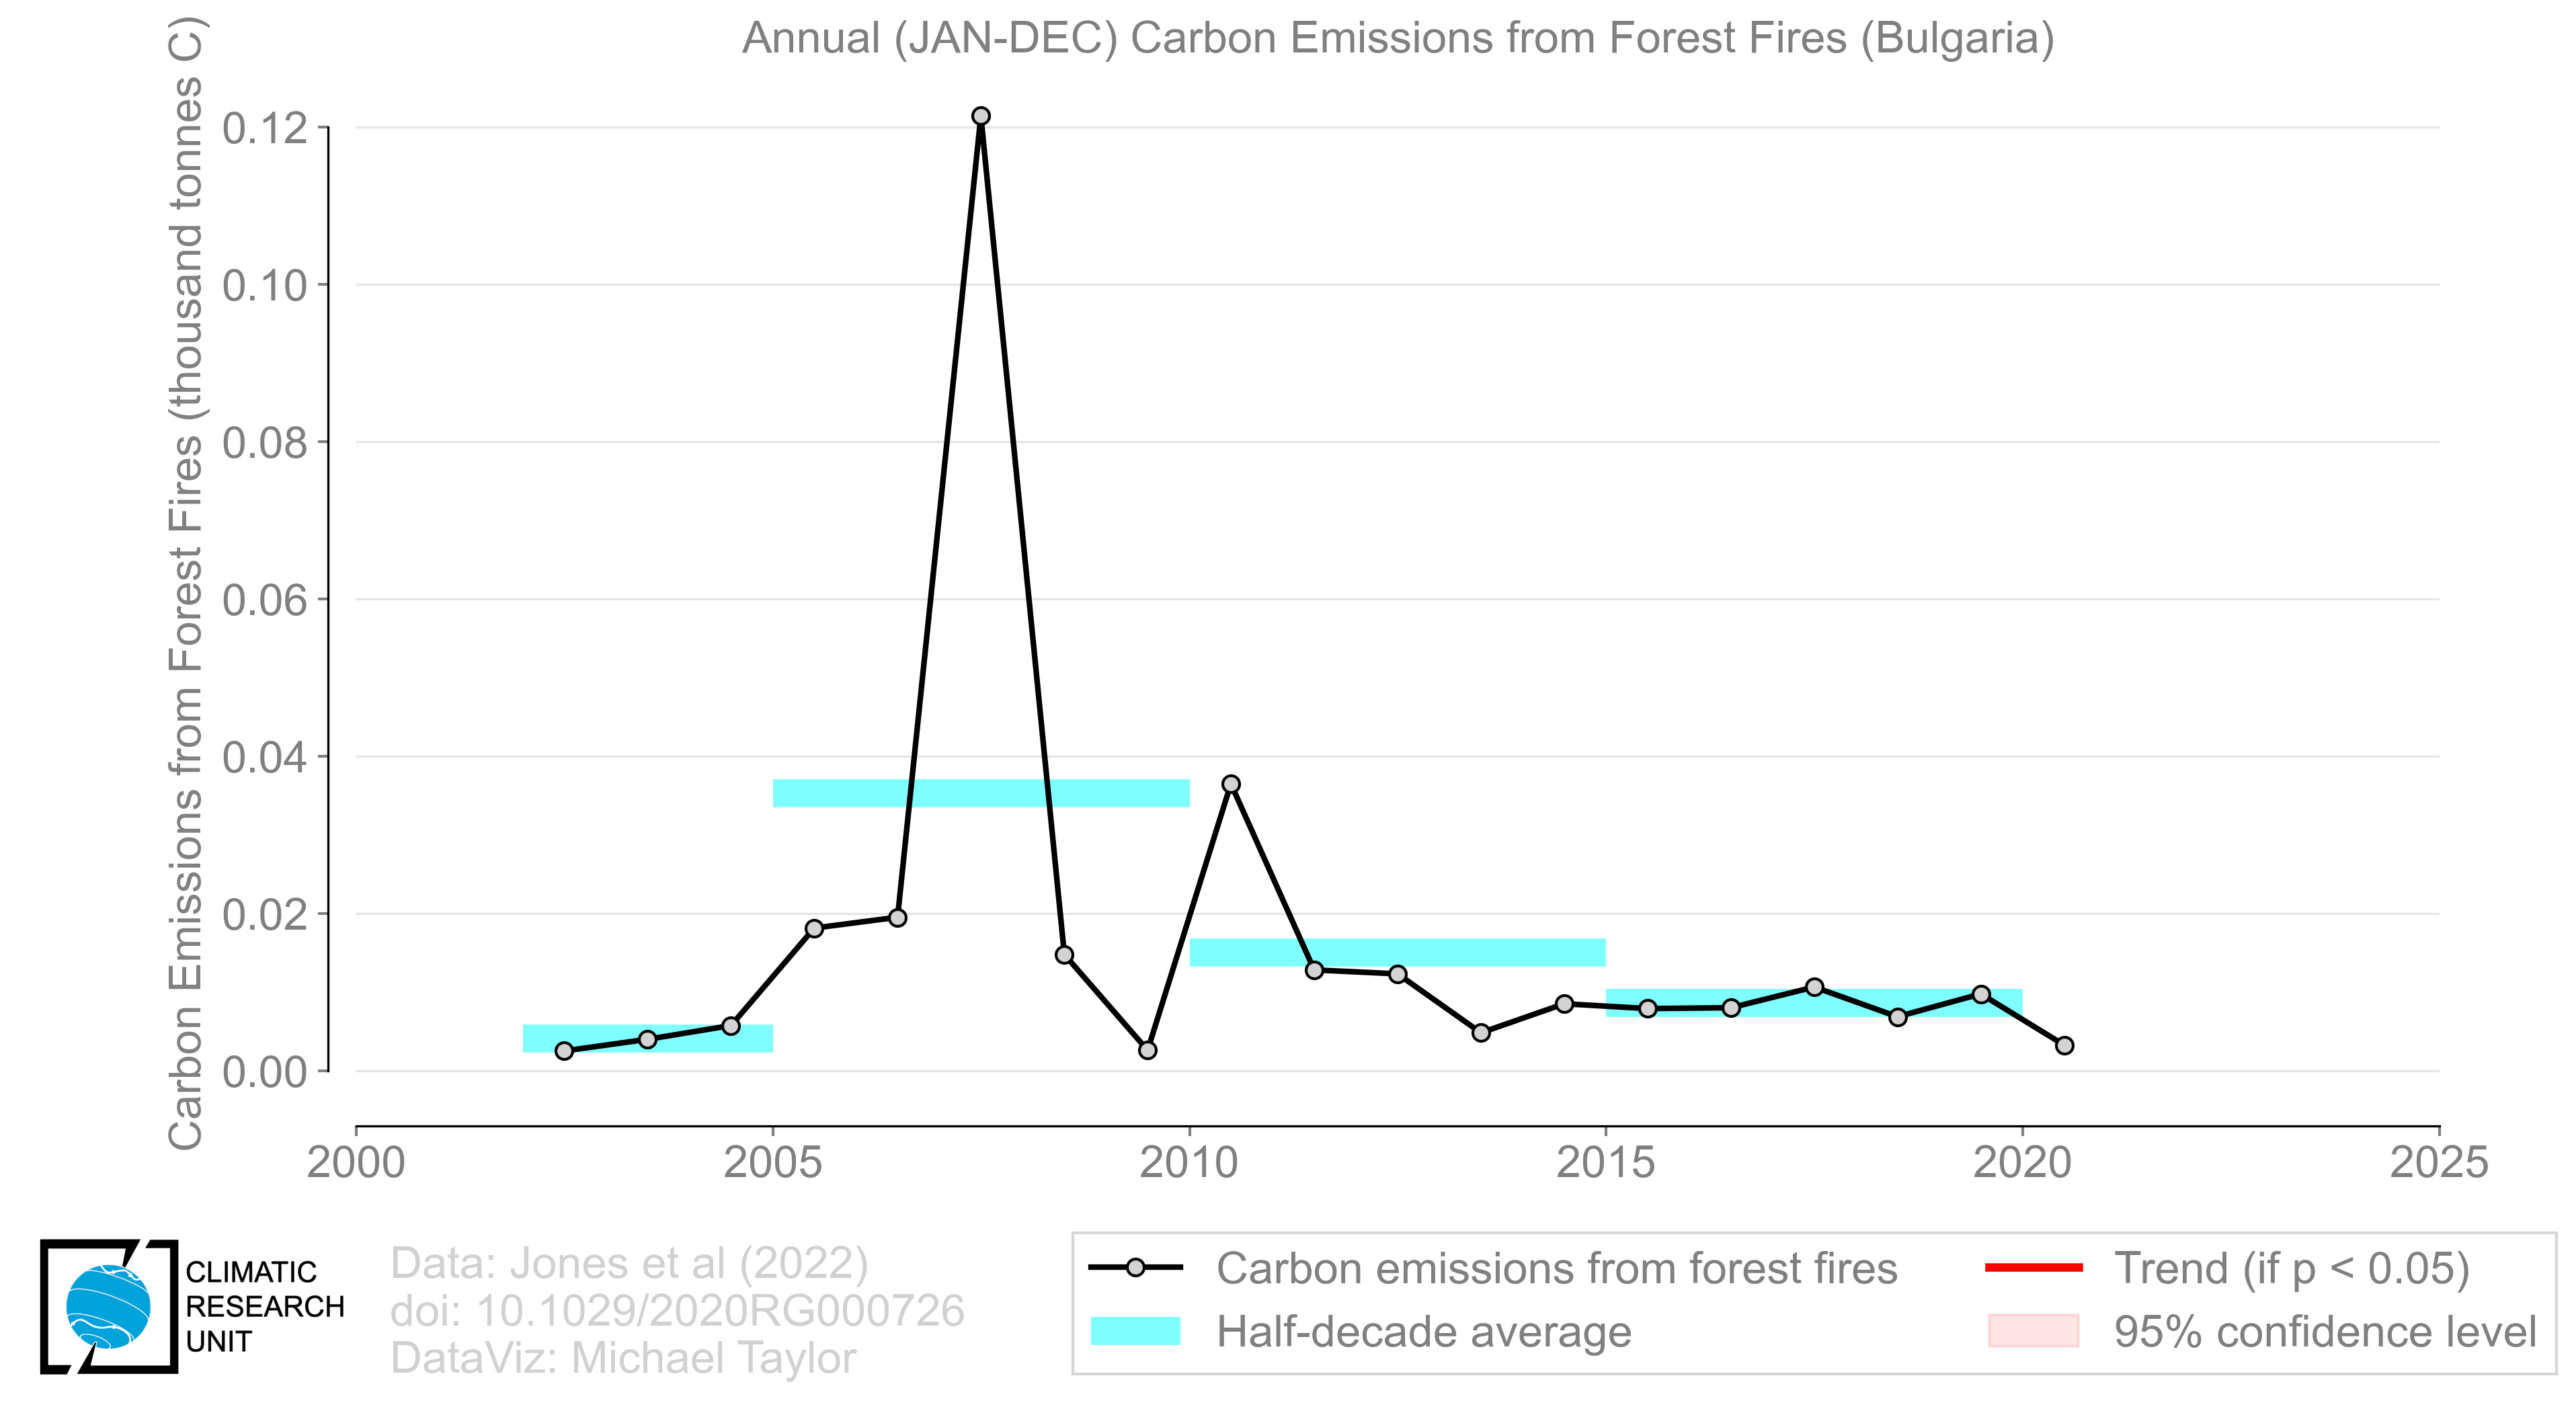 Annual (JAN-DEC) Carbon Emissions from Forest Fires (Bulgaria)
Carbon Emissions from Forest Fires (thousand tonnes C)
0.12
0.10
0.08
0.06
0.04
0.02
0.00
2000 2005 2010 2015 2020 2025
CLIMATIC
RESEARCH
UNIT
Data: Jones et al (2022)
doi: 10.1029/2020RG000726
DataViz: Michael Taylor
Carbon emissions from forest fires
Half-decade average
Trend (if p < 0.05)
95% confidence level